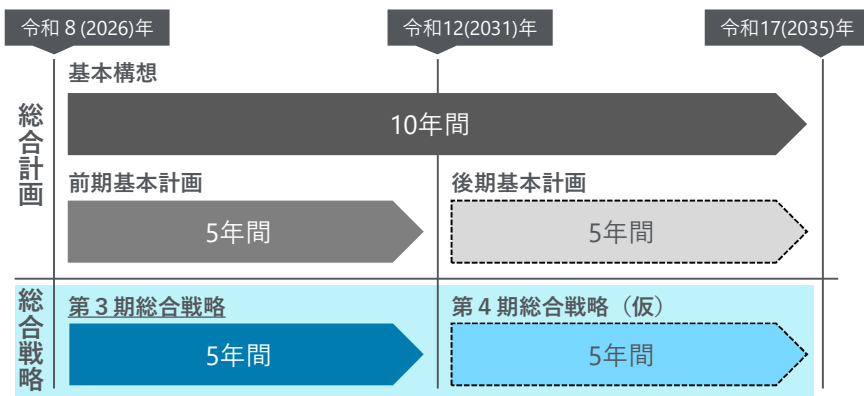 令和８(2026)年
令和12(2031)年
令和17(2035)年
総合計画
基本構想
10年間
前期基本計画
後期基本計画
5年間
5年間
総合戦略
第３期総合戦略
第４期総合戦略（仮）
5年間
5年間